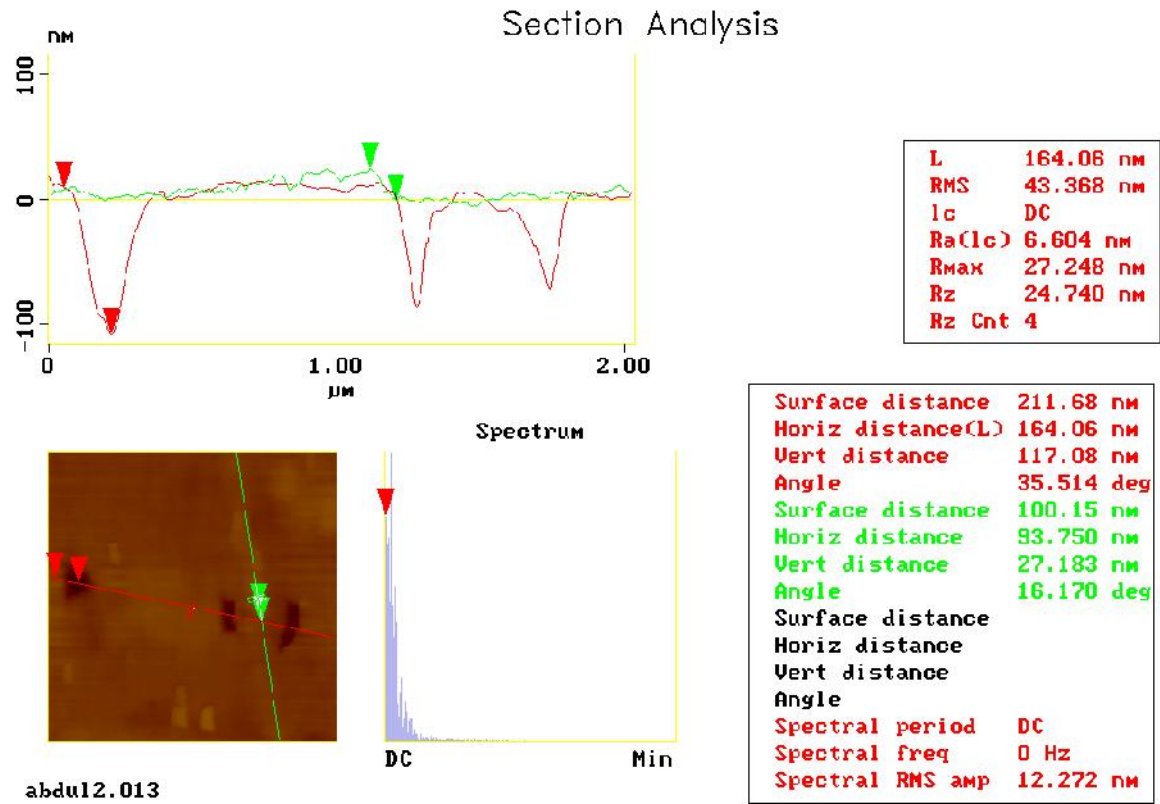 Section Analysis
nM
100
0
-100
0 1.00 2.00
µM
L 164.06 nM
RMS 43.368 nM
lc DC
Ra(lc) 6.604 nM
RMax 27.248 nM
Rz 24.740 nM
Rz Cnt 4
Spectrum
DC Min
Surface distance 211.68 nM
Horiz distance(L) 164.06 nM
Vert distance 117.08 nM
Angle 35.514 deg
Surface distance 100.15 nM
Horiz distance 93.750 nM
Vert distance 27.183 nM
Angle 16.170 deg
Surface distance
Horiz distance
Vert distance
Angle
Spectral period DC
Spectral freq 0 Hz
Spectral RMS amp 12.272 nM
abdul2.013